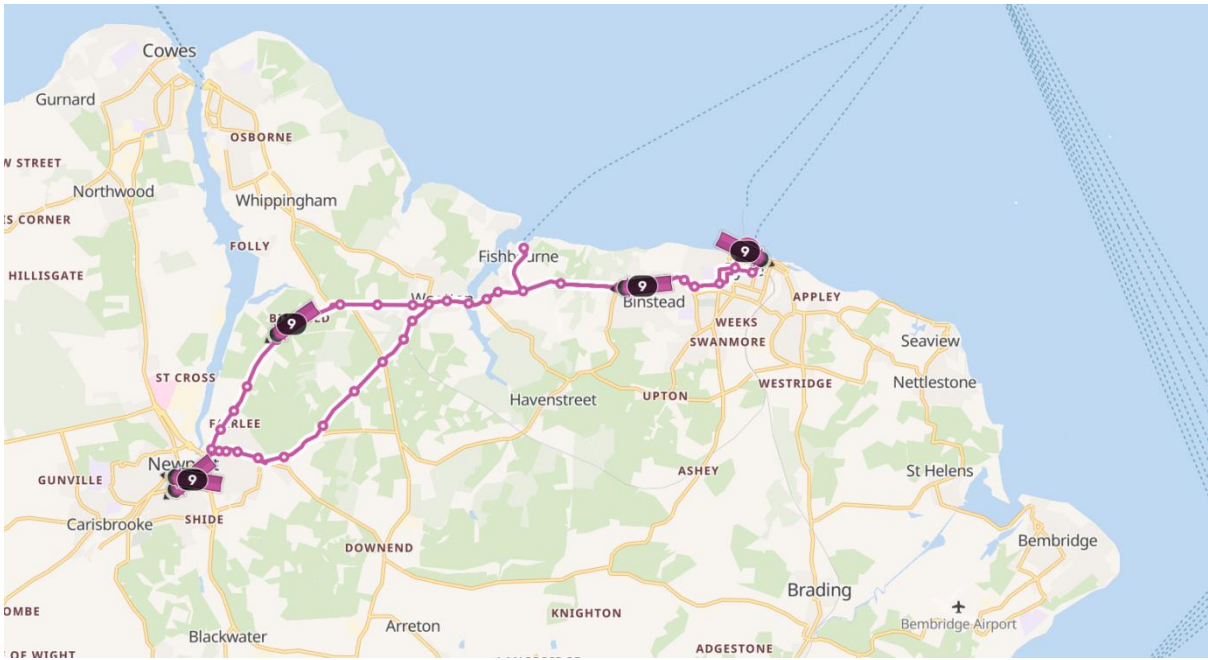 Cowes
Gurnard
OSBORNE
W STREET
Northwood
Whippingham
IS CORNER
FOLLY
HILLISGATE
Fishbourne
9
9
Binstead
9
APPLEY
WEEKS
SWANMORE
Seaview
ST CROSS
WESTRIDGE
Nettlestone
UPTON
Havenstreet
FAIRLEE
ASHEY
St Helens
GUNVILLE
9
Carisbrooke
SHIDE
DOWNEND
Bembridge
Brading
OMBE
KNIGHTON
Bembridge Airport
Arreton
Blackwater
ADGESTONE
E OF WIGHT